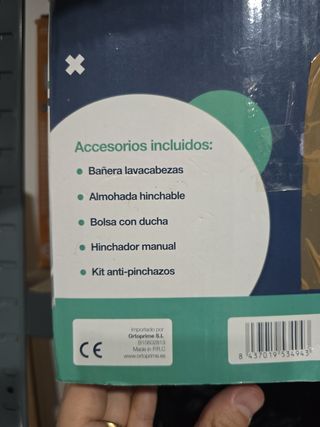 Accesorios incluidos:
• Bañera lavacabezas
• Almohada hinchable
• Bolsa con ducha
• Hinchador manual
• Kit anti-pinchazos
Importado por
Ortoprime S.L
Made in P.R.C
www.ortoprime.es
CE
8 437019 534943